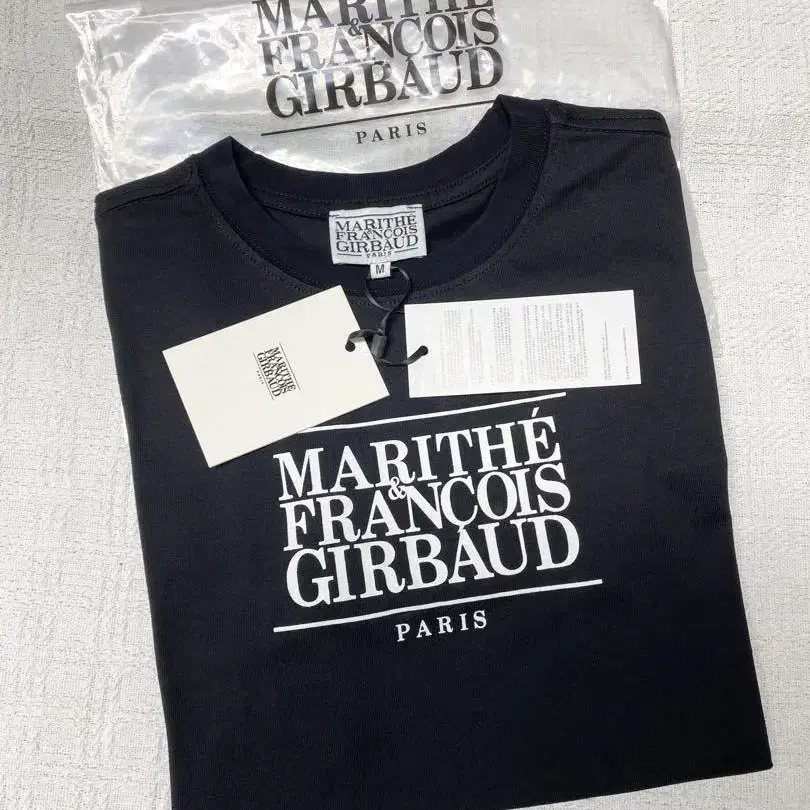 MARITHÉ
&
FRANÇOIS
GIRBAUD
PARIS
MARITHÉ
&
FRANÇOIS
GIRBAUD
PARIS
M
MARITHÉ
&
FRANÇOIS
GIRBAUD
PARIS
MARITHÉ
&
FRANÇOIS
GIRBAUD
PARIS